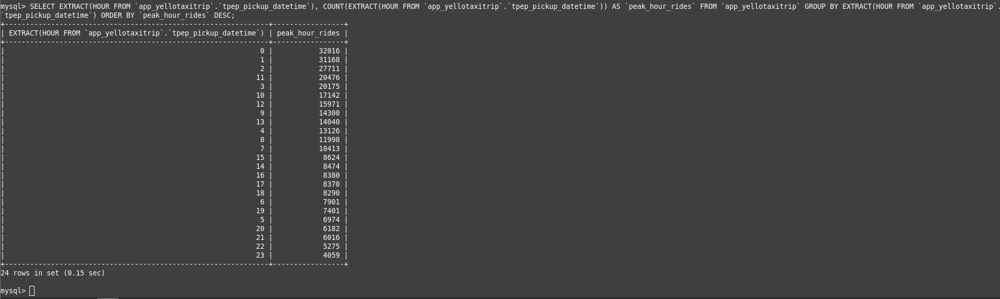 mysql> SELECT EXTRACT(HOUR FROM `app_yellotaxitrip`.`tpep_pickup_datetime`), COUNT(EXTRACT(HOUR FROM `app_yellotaxitrip`.`tpep_pickup_datetime`)) AS `peak_hour_rides` FROM `app_yellotaxitrip` GROUP BY EXTRACT(HOUR FROM `app_yellotaxitrip`.
`tpep_pickup_datetime`) ORDER BY `peak_hour_rides` DESC;
+---------------------------------------------------------------+-----------------+
| EXTRACT(HOUR FROM `app_yellotaxitrip`.`tpep_pickup_datetime`) | peak_hour_rides |
+---------------------------------------------------------------+-----------------+
|                                                             0 |           32016 |
|                                                             1 |           31168 |
|                                                             2 |           27711 |
|                                                            11 |           20476 |
|                                                             3 |           20175 |
|                                                            10 |           17142 |
|                                                            12 |           15971 |
|                                                             9 |           14300 |
|                                                            13 |           14040 |
|                                                             4 |           13126 |
|                                                             8 |           11998 |
|                                                             7 |           10413 |
|                                                            15 |            8624 |
|                                                            14 |            8474 |
|                                                            16 |            8380 |
|                                                            17 |            8370 |
|                                                            18 |            8290 |
|                                                             6 |            7901 |
|                                                            19 |            7401 |
|                                                             5 |            6974 |
|                                                            20 |            6182 |
|                                                            21 |            6016 |
|                                                            22 |            5275 |
|                                                            23 |            4059 |
+---------------------------------------------------------------+-----------------+
24 rows in set (0.15 sec)
mysql>